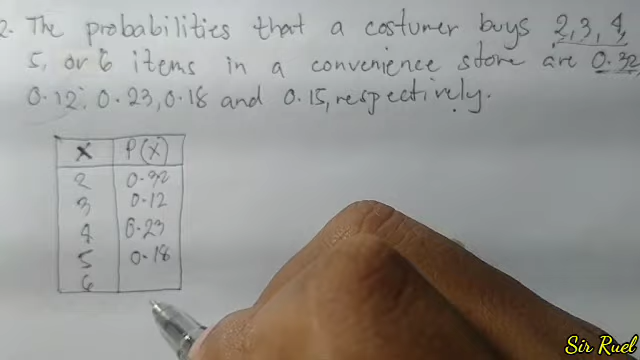 2. The probabilities that a costumer buys 2, 3, 4,
5, or 6 items in a convenience store are 0.32,
0.12, 0.23, 0.18 and 0.15, respectively.
X P(X)
2 0.32
3 0.12
4 0.23
5 0.18
6
Sir Ruel